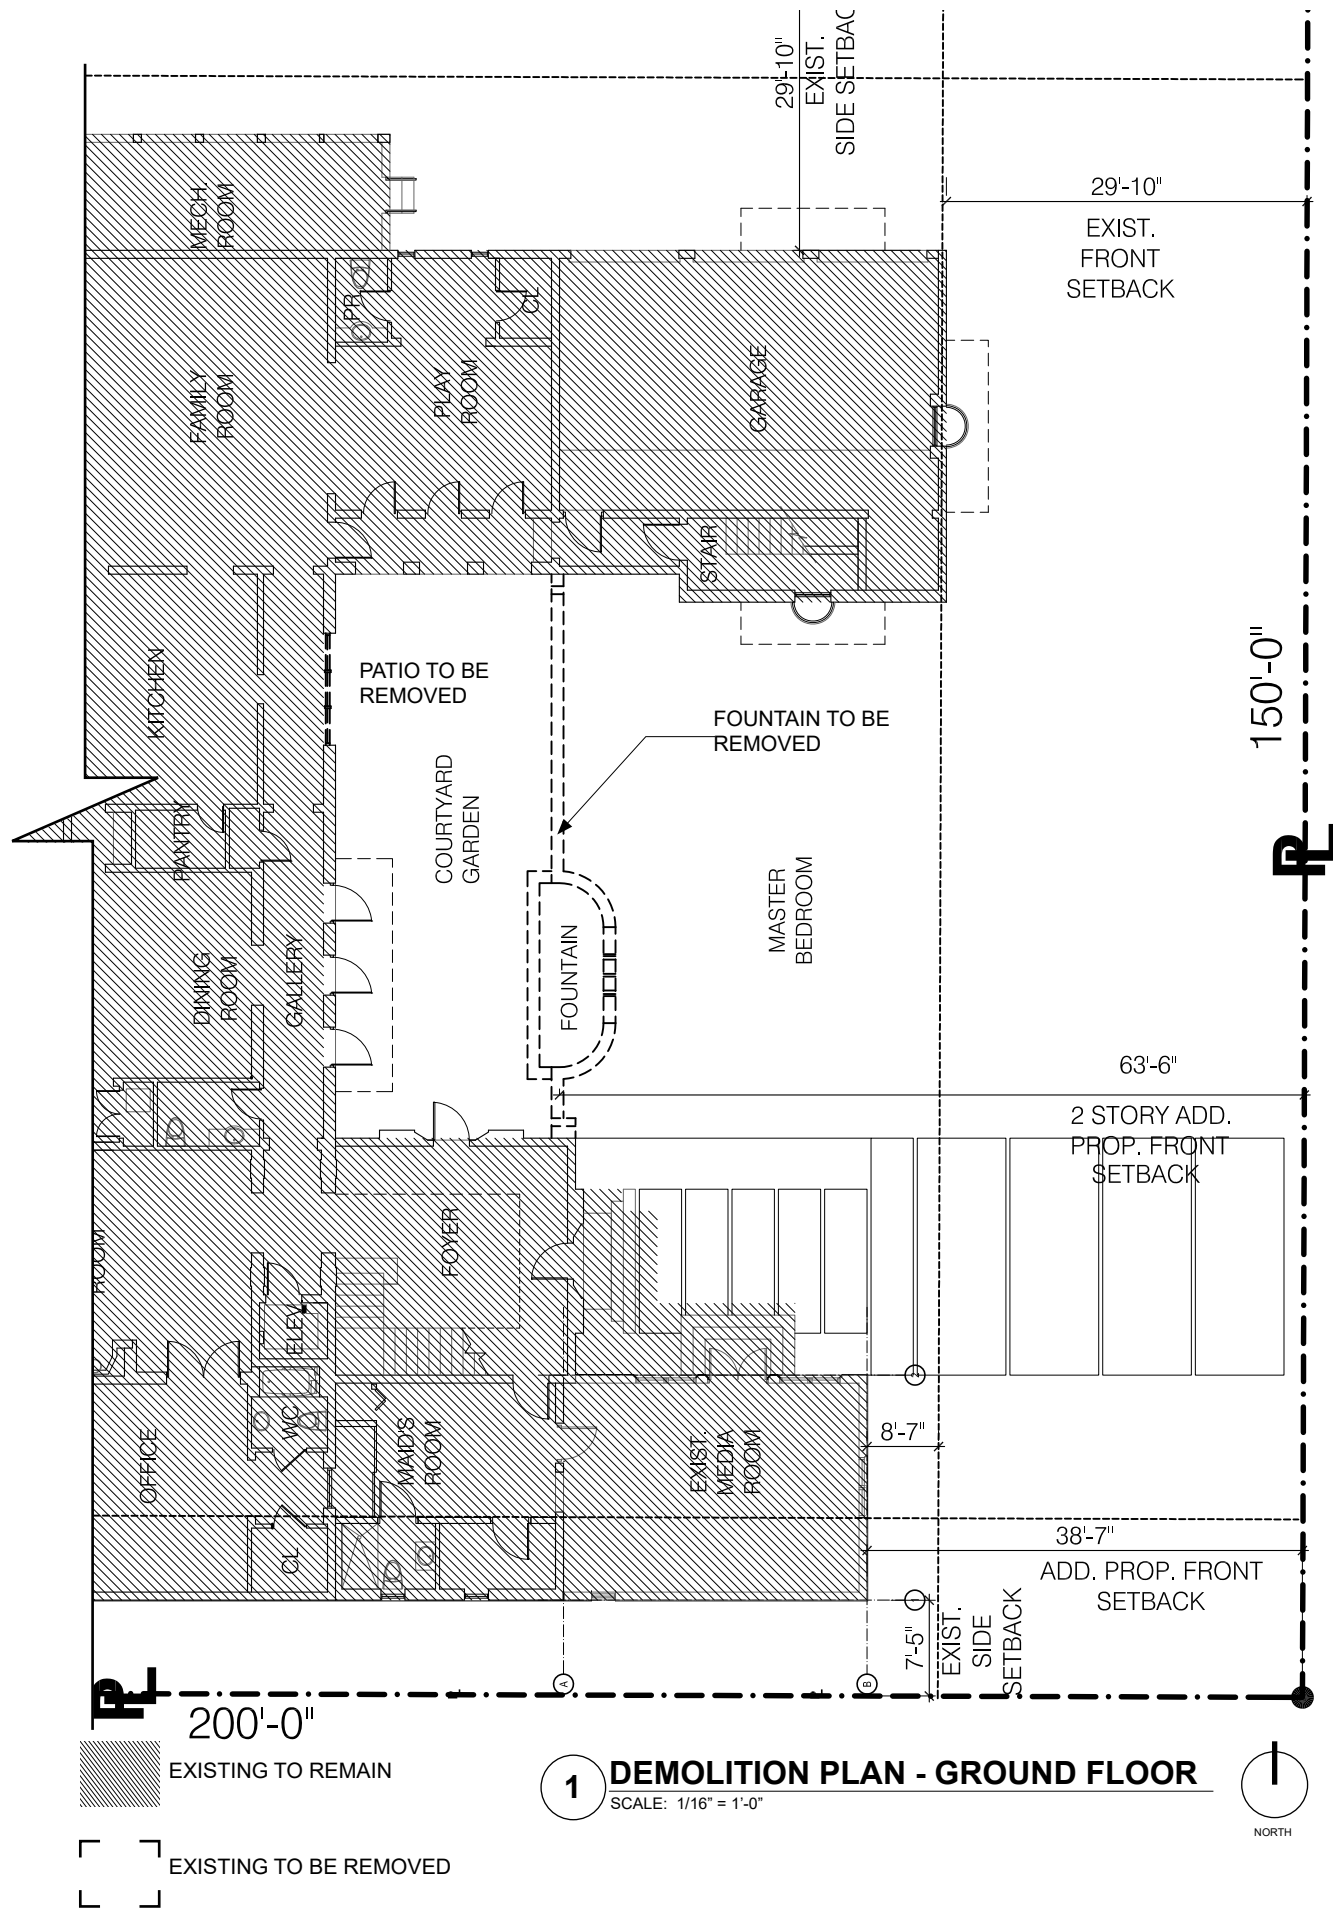 29'-10"
EXIST.
29'-10"
EXIST.
FRONT
SETBACK
MECH.
ROOM
PR
CL
FAMILY
ROOM
PLAY
ROOM
GARAGE
STAIR
KITCHEN
PATIO TO BE
REMOVED
FOUNTAIN TO BE
REMOVED
150'-0"
PL
COURTYARD
GARDEN
PANTRY
MASTER
BEDROOM
DINING
ROOM
GALLERY
FOUNTAIN
63'-6"
2 STORY ADD.
PROP. FRONT
SETBACK
ROOM
FOYER
ELEV
2
OFFICE
WC
MAID'S
ROOM
EXIST.
MEDIA
ROOM
8'-7"
CL
38'-7"
ADD. PROP. FRONT
SETBACK
7'-5"
EXIST.
SIDE
SETBACK
A
B
PL
200'-0"
EXISTING TO REMAIN
1
DEMOLITION PLAN - GROUND FLOOR
SCALE: 1/16" = 1'-0"
NORTH
EXISTING TO BE REMOVED